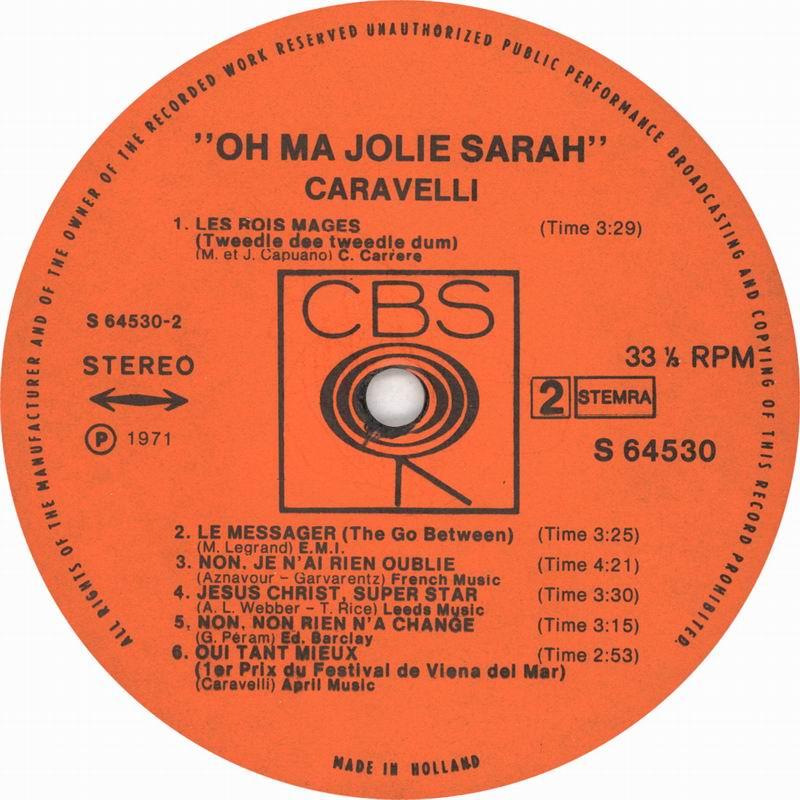 ALL RIGHTS OF THE MANUFACTURER AND OF THE OWNER OF THE RECORDED WORK RESERVED UNAUTHORIZED PUBLIC PERFORMANCE BROADCASTING AND COPYING OF THIS RECORD PROHIBITED.
"OH MA JOLIE SARAH"
CARAVELLI
1. LES ROIS MAGES (Time 3:29)
(Tweedle dee tweedle dum)
(M. et J. Capuano) C. Carrere
CBS
S 64530-2
STEREO
33 ⅓ RPM
2 STEMRA
℗ 1971
S 64530
2. LE MESSAGER (The Go Between) (Time 3:25)
(M. Legrand) E.M.I.
3. NON, JE N'AI RIEN OUBLIE (Time 4:21)
(Aznavour - Garvarentz) French Music
4. JESUS CHRIST, SUPER STAR (Time 3:30)
(A. L. Webber - T. Rice) Leeds Music
5. NON, NON RIEN N'A CHANGE (Time 3:15)
(G. Péram) Ed. Barclay
6. OUI TANT MIEUX (Time 2:53)
(1er Prix du Festival de Viena del Mar)
(Caravelli) April Music
MADE IN HOLLAND